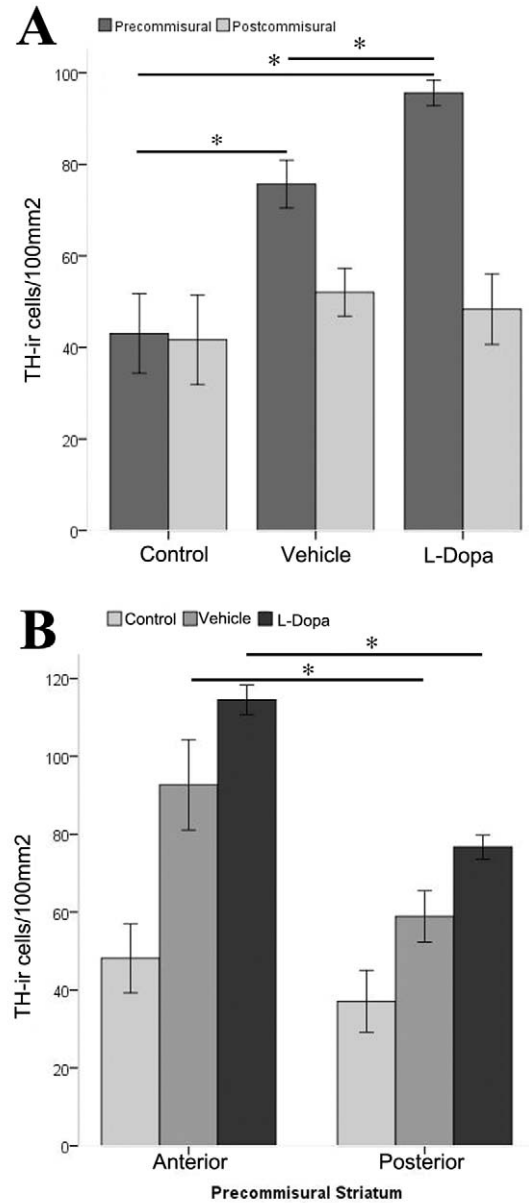 A
Precommisural Postcommisural
*
*
*
100
80
60
40
20
0
TH-ir cells/100mm2
Control Vehicle L-Dopa
B
Control Vehicle L-Dopa
*
*
120
100
80
60
40
20
0
TH-ir cells/100mm2
Anterior Posterior
Precommisural Striatum